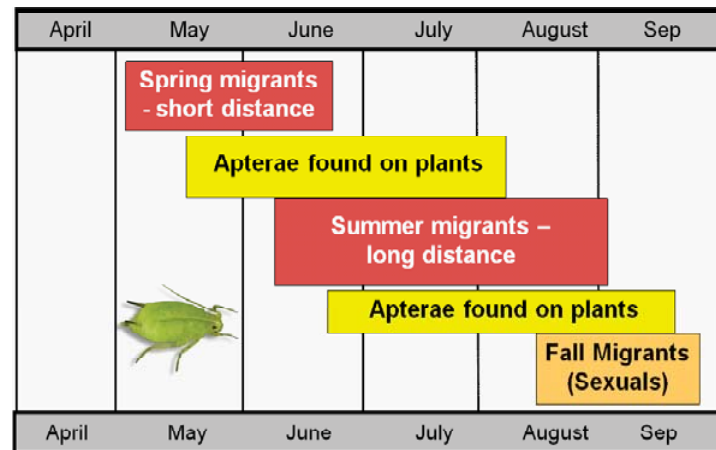 April May June July August Sep
Spring migrants
- short distance
Apterae found on plants
Summer migrants –
long distance
Apterae found on plants
Fall Migrants
(Sexuals)
April May June July August Sep